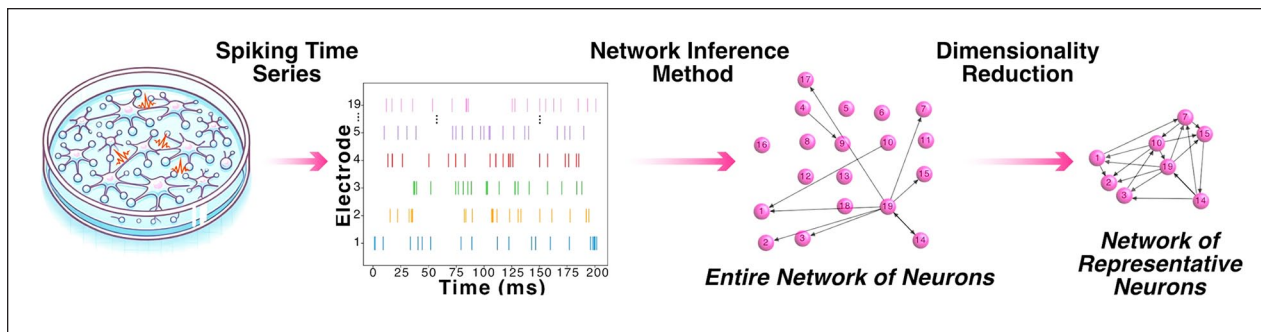 Spiking Time
Series
Network Inference
Method
Dimensionality
Reduction
Electrode
19
5
4
3
2
1
0 25 50 75 100 125 150 175 200
Time (ms)
17
4 5 6 7
16 8 9 10 11
12 13 15
1 18 19
2 3 14
Entire Network of Neurons
7
10 15
1 19
2
3 14
Network of
Representative
Neurons